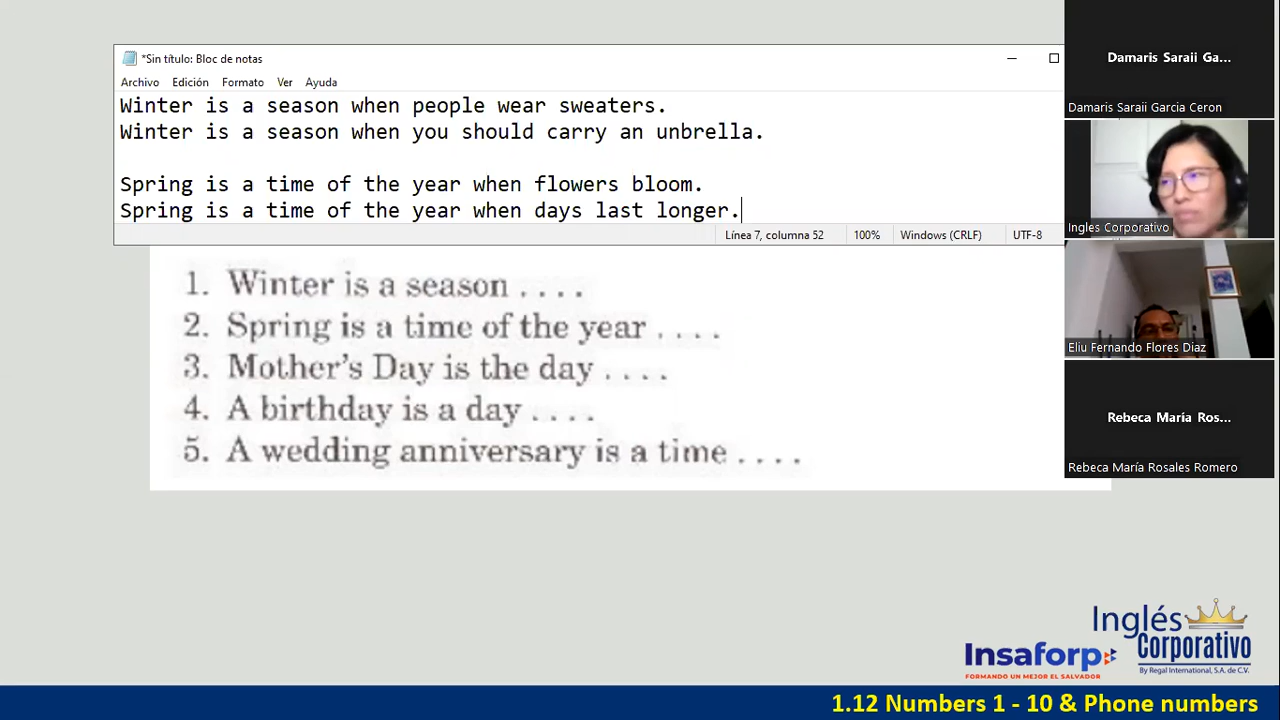 *Sin título: Bloc de notas
Archivo Edición Formato Ver Ayuda
Winter is a season when people wear sweaters.
Winter is a season when you should carry an unbrella.
Spring is a time of the year when flowers bloom.
Spring is a time of the year when days last longer.
Línea 7, columna 52 100% Windows (CRLF) UTF-8
1. Winter is a season . . . .
2. Spring is a time of the year . . . .
3. Mother's Day is the day . . . .
4. A birthday is a day . . . .
5. A wedding anniversary is a time . . . .
Damaris Saraii Ga...
Damaris Saraii Garcia Ceron
Ingles Corporativo
Eliu Fernando Flores Diaz
Rebeca María Ros...
Rebeca María Rosales Romero
Insaforp
FORMANDO UN MEJOR EL SALVADOR
Inglés
Corporativo
By Regal International, S.A. de C.V.
1.12 Numbers 1 - 10 & Phone numbers